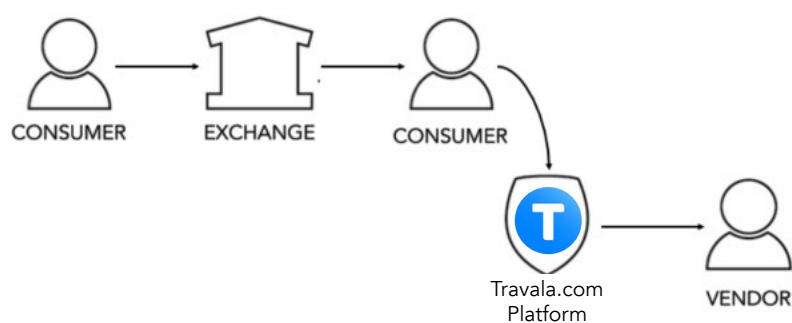 CONSUMER
EXCHANGE
CONSUMER
T
Travala.com
Platform
VENDOR